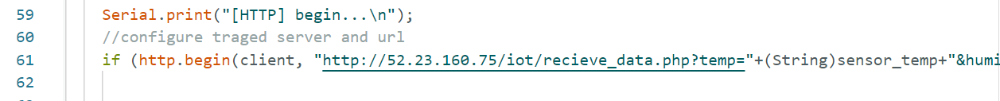 59 Serial.print("[HTTP] begin...\n");
60 //configure traged server and url
61 if (http.begin(client, "http://52.23.160.75/iot/recieve_data.php?temp="+(String)sensor_temp+"&humi
62